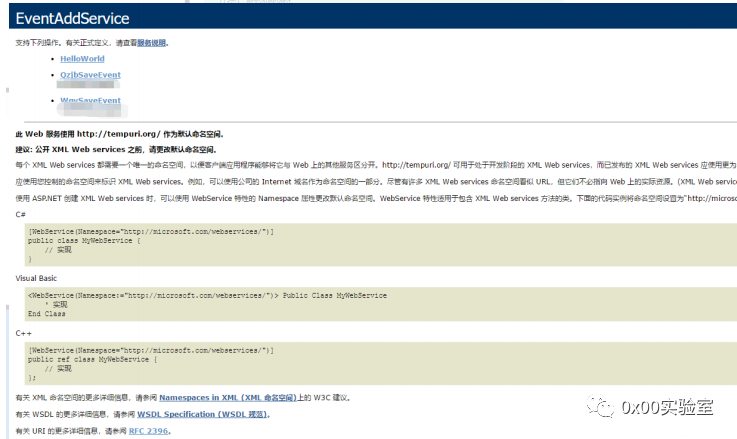 EventAddService
支持下列操作。有关正式定义，请查看服务说明。
HelloWorld
QzjbSaveEvent
WpvSaveEvent
此 Web 服务使用 http://tempuri.org/ 作为默认命名空间。
建议: 公开 XML Web services 之前，请更改默认命名空间。
每个 XML Web services 都需要一个唯一的命名空间，以便客户端应用程序能够将它与 Web 上的其他服务区分开。http://tempuri.org/ 可用于处于开发阶段的 XML Web services，而已发布的 XML Web services 应使用更为
应使用您控制的命名空间来标识 XML Web services。例如，可以使用公司的 Internet 域名作为命名空间的一部分。尽管有许多 XML Web services 命名空间看似 URL，但它们不必指向 Web 上的实际资源。(XML Web servic
使用 ASP.NET 创建 XML Web services 时，可以使用 WebService 特性的 Namespace 属性更改默认命名空间。WebService 特性适用于包含 XML Web services 方法的类。下面的代码实例将命名空间设置为"http://microso
C#
[WebService(Namespace="http://microsoft.com/webservices/")]
public class MyWebService {
// 实现
}
Visual Basic
<WebService(Namespace:="http://microsoft.com/webservices/")> Public Class MyWebService
' 实现
End Class
C++
[WebService(Namespace="http://microsoft.com/webservices/")]
public ref class MyWebService {
// 实现
};
有关 XML 命名空间的更多详细信息，请参阅 Namespaces in XML (XML 命名空间)上的 W3C 建议。
有关 WSDL 的更多详细信息，请参阅 WSDL Specification (WSDL 规范)。
有关 URI 的更多详细信息，请参阅 RFC 2396。
0x00实验室